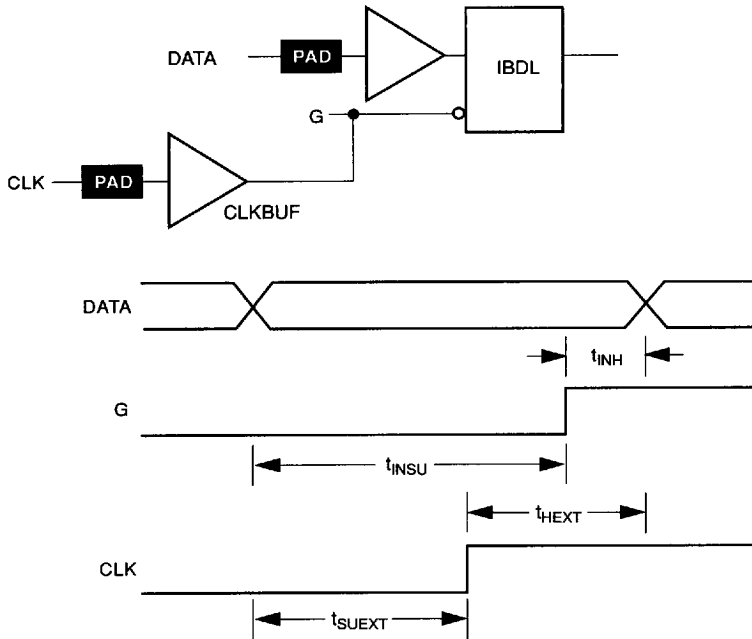 DATA
PAD
IBDL
G
CLK
PAD
CLKBUF
DATA
tINH
G
tINSU
tHEXT
CLK
tSUEXT